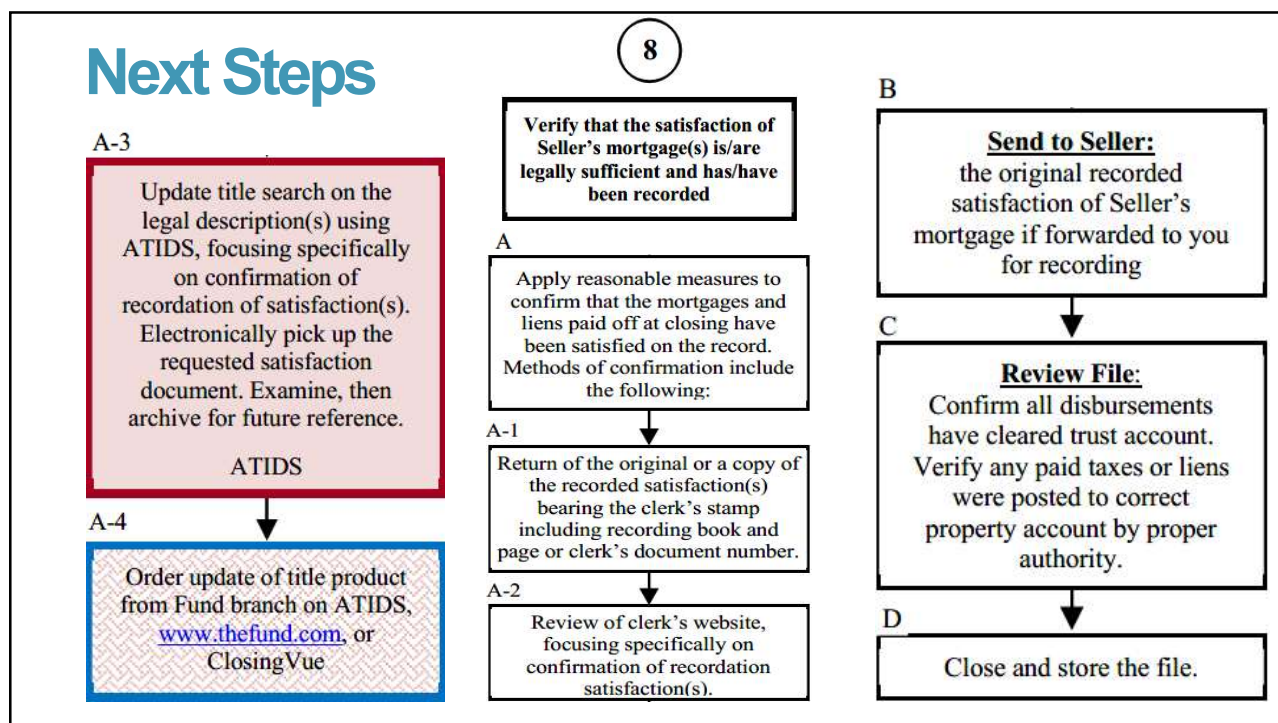 Next Steps
8
Verify that the satisfaction of
Seller's mortgage(s) is/are
legally sufficient and has/have
been recorded
A
Apply reasonable measures to
confirm that the mortgages and
liens paid off at closing have
been satisfied on the record.
Methods of confirmation include
the following:
A-1
Return of the original or a copy of
the recorded satisfaction(s)
bearing the clerk's stamp
including recording book and
page or clerk's document number.
A-2
Review of clerk's website,
focusing specifically on
confirmation of recordation
satisfaction(s).
A-3
Update title search on the
legal description(s) using
ATIDS, focusing specifically
on confirmation of
recordation of satisfaction(s).
Electronically pick up the
requested satisfaction
document. Examine, then
archive for future reference.
ATIDS
A-4
Order update of title product
from Fund branch on ATIDS,
www.thefund.com, or
ClosingVue
B
Send to Seller:
the original recorded
satisfaction of Seller's
mortgage if forwarded to you
for recording
C
Review File:
Confirm all disbursements
have cleared trust account.
Verify any paid taxes or liens
were posted to correct
property account by proper
authority.
D
Close and store the file.